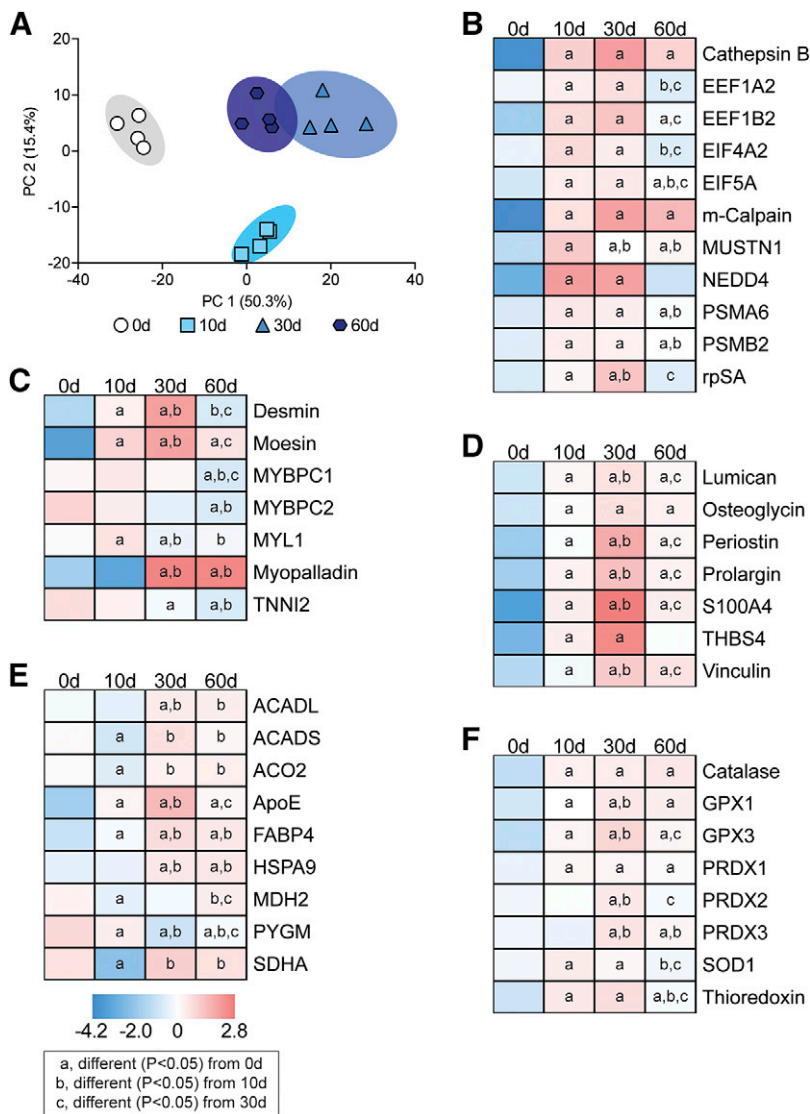 A
20
10
0
-10
-20
PC 2 (15.4%)
-40
-20
0
20
40
PC 1 (50.3%)
0d 10d 30d 60d
B
0d 10d 30d 60d
a a a Cathepsin B
a a b,c EEF1A2
a a a,c EEF1B2
a a b,c EIF4A2
a a a,b,c EIF5A
a a a m-Calpain
a a,b a,b MUSTN1
a a NEDD4
a a a,b PSMA6
a a a,b PSMB2
a a,b c rpSA
C
0d 10d 30d 60d
a a,b b,c Desmin
a a,b a,c Moesin
a,b,c MYBPC1
a,b MYBPC2
a a,b b MYL1
a,b a,b Myopalladin
a a,b TNNI2
D
0d 10d 30d 60d
a a,b a,c Lumican
a a a Osteoglycin
a a,b a,c Periostin
a a,b a,c Prolargin
a a,b a,c S100A4
a a THBS4
a a,b a,c Vinculin
E
0d 10d 30d 60d
a,b b ACADL
a b b ACADS
a b b ACO2
a a,b a,c ApoE
a a,b a,b FABP4
a,b a,b HSPA9
a b,c MDH2
a a,b a,b,c PYGM
a b b SDHA
-4.2 -2.0 0 2.8
a, different (P<0.05) from 0d
b, different (P<0.05) from 10d
c, different (P<0.05) from 30d
F
0d 10d 30d 60d
a a a Catalase
a a,b a GPX1
a a,b a,c GPX3
a a a PRDX1
a,b c PRDX2
a,b a,b PRDX3
a a b,c SOD1
a a a,b,c Thioredoxin